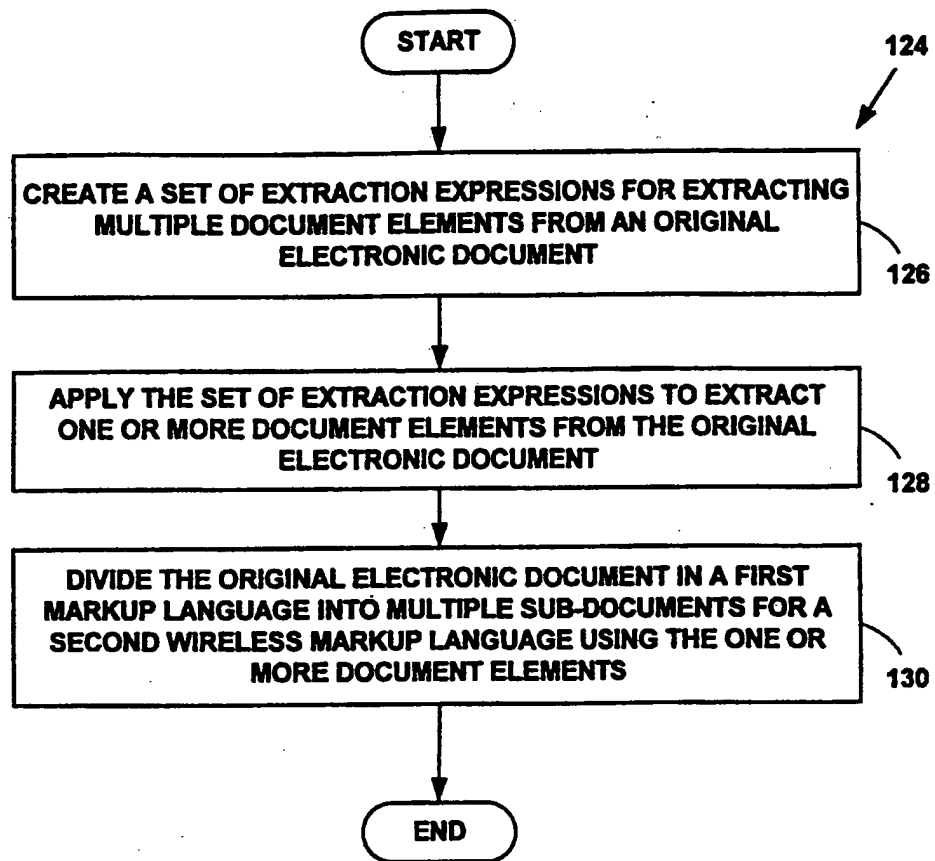 START
124
CREATE A SET OF EXTRACTION EXPRESSIONS FOR EXTRACTING
MULTIPLE DOCUMENT ELEMENTS FROM AN ORIGINAL
ELECTRONIC DOCUMENT
126
APPLY THE SET OF EXTRACTION EXPRESSIONS TO EXTRACT
ONE OR MORE DOCUMENT ELEMENTS FROM THE ORIGINAL
ELECTRONIC DOCUMENT
128
DIVIDE THE ORIGINAL ELECTRONIC DOCUMENT IN A FIRST
MARKUP LANGUAGE INTO MULTIPLE SUB-DOCUMENTS FOR A
SECOND WIRELESS MARKUP LANGUAGE USING THE ONE OR
MORE DOCUMENT ELEMENTS
130
END